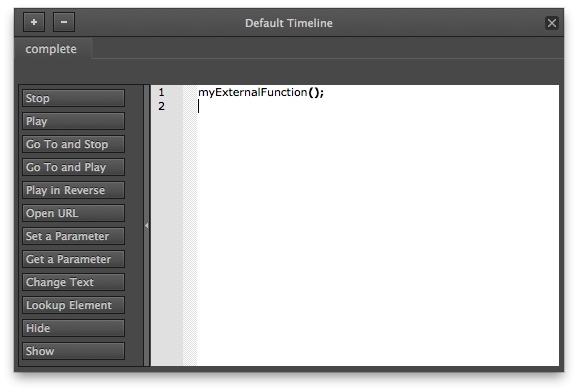 + − Default Timeline
complete
Stop
Play
Go To and Stop
Go To and Play
Play in Reverse
Open URL
Set a Parameter
Get a Parameter
Change Text
Lookup Element
Hide
Show
1 myExternalFunction();
2